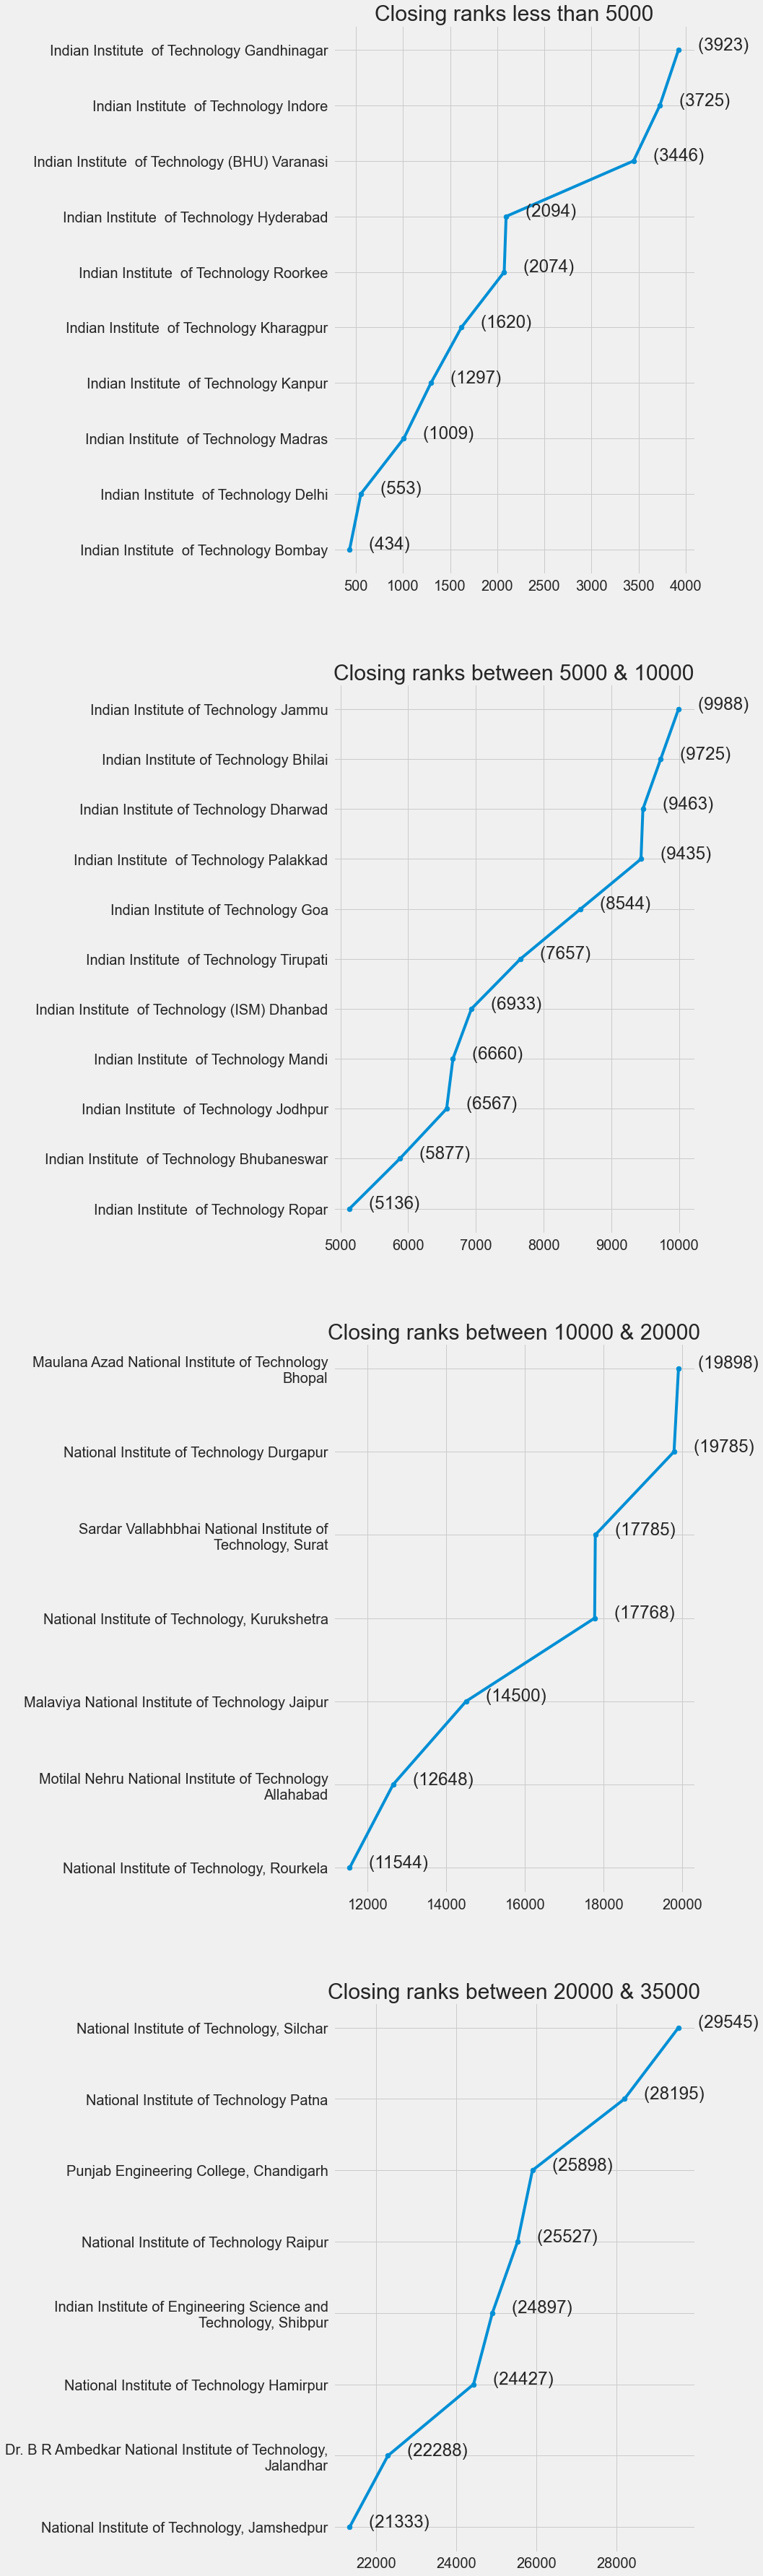 Closing ranks less than 5000
Indian Institute  of Technology Gandhinagar (3923)
Indian Institute  of Technology Indore (3725)
Indian Institute  of Technology (BHU) Varanasi (3446)
Indian Institute  of Technology Hyderabad (2094)
Indian Institute  of Technology Roorkee (2074)
Indian Institute  of Technology Kharagpur (1620)
Indian Institute  of Technology Kanpur (1297)
Indian Institute  of Technology Madras (1009)
Indian Institute  of Technology Delhi (553)
Indian Institute  of Technology Bombay (434)
500 1000 1500 2000 2500 3000 3500 4000
Closing ranks between 5000 & 10000
Indian Institute of Technology Jammu (9988)
Indian Institute of Technology Bhilai (9725)
Indian Institute of Technology Dharwad (9463)
Indian Institute  of Technology Palakkad (9435)
Indian Institute of Technology Goa (8544)
Indian Institute  of Technology Tirupati (7657)
Indian Institute  of Technology (ISM) Dhanbad (6933)
Indian Institute  of Technology Mandi (6660)
Indian Institute  of Technology Jodhpur (6567)
Indian Institute  of Technology Bhubaneswar (5877)
Indian Institute  of Technology Ropar (5136)
5000 6000 7000 8000 9000 10000
Closing ranks between 10000 & 20000
Maulana Azad National Institute of Technology (19898)
Bhopal
National Institute of Technology Durgapur (19785)
Sardar Vallabhbhai National Institute of (17785)
Technology, Surat
National Institute of Technology, Kurukshetra (17768)
Malaviya National Institute of Technology Jaipur (14500)
Motilal Nehru National Institute of Technology (12648)
Allahabad
National Institute of Technology, Rourkela (11544)
12000 14000 16000 18000 20000
Closing ranks between 20000 & 35000
National Institute of Technology, Silchar (29545)
National Institute of Technology Patna (28195)
Punjab Engineering College, Chandigarh (25898)
National Institute of Technology Raipur (25527)
Indian Institute of Engineering Science and (24897)
Technology, Shibpur
National Institute of Technology Hamirpur (24427)
Dr. B R Ambedkar National Institute of Technology, (22288)
Jalandhar
National Institute of Technology, Jamshedpur (21333)
22000 24000 26000 28000